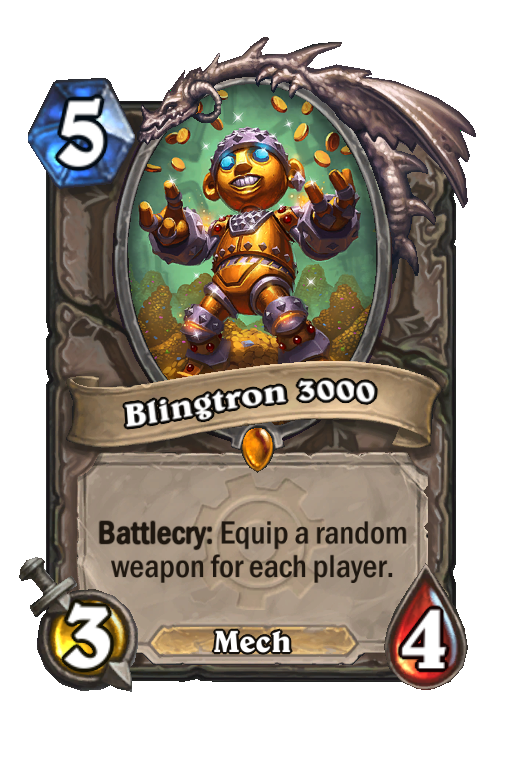 5
Blingtron 3000
Battlecry: Equip a random
weapon for each player.
3
Mech
4